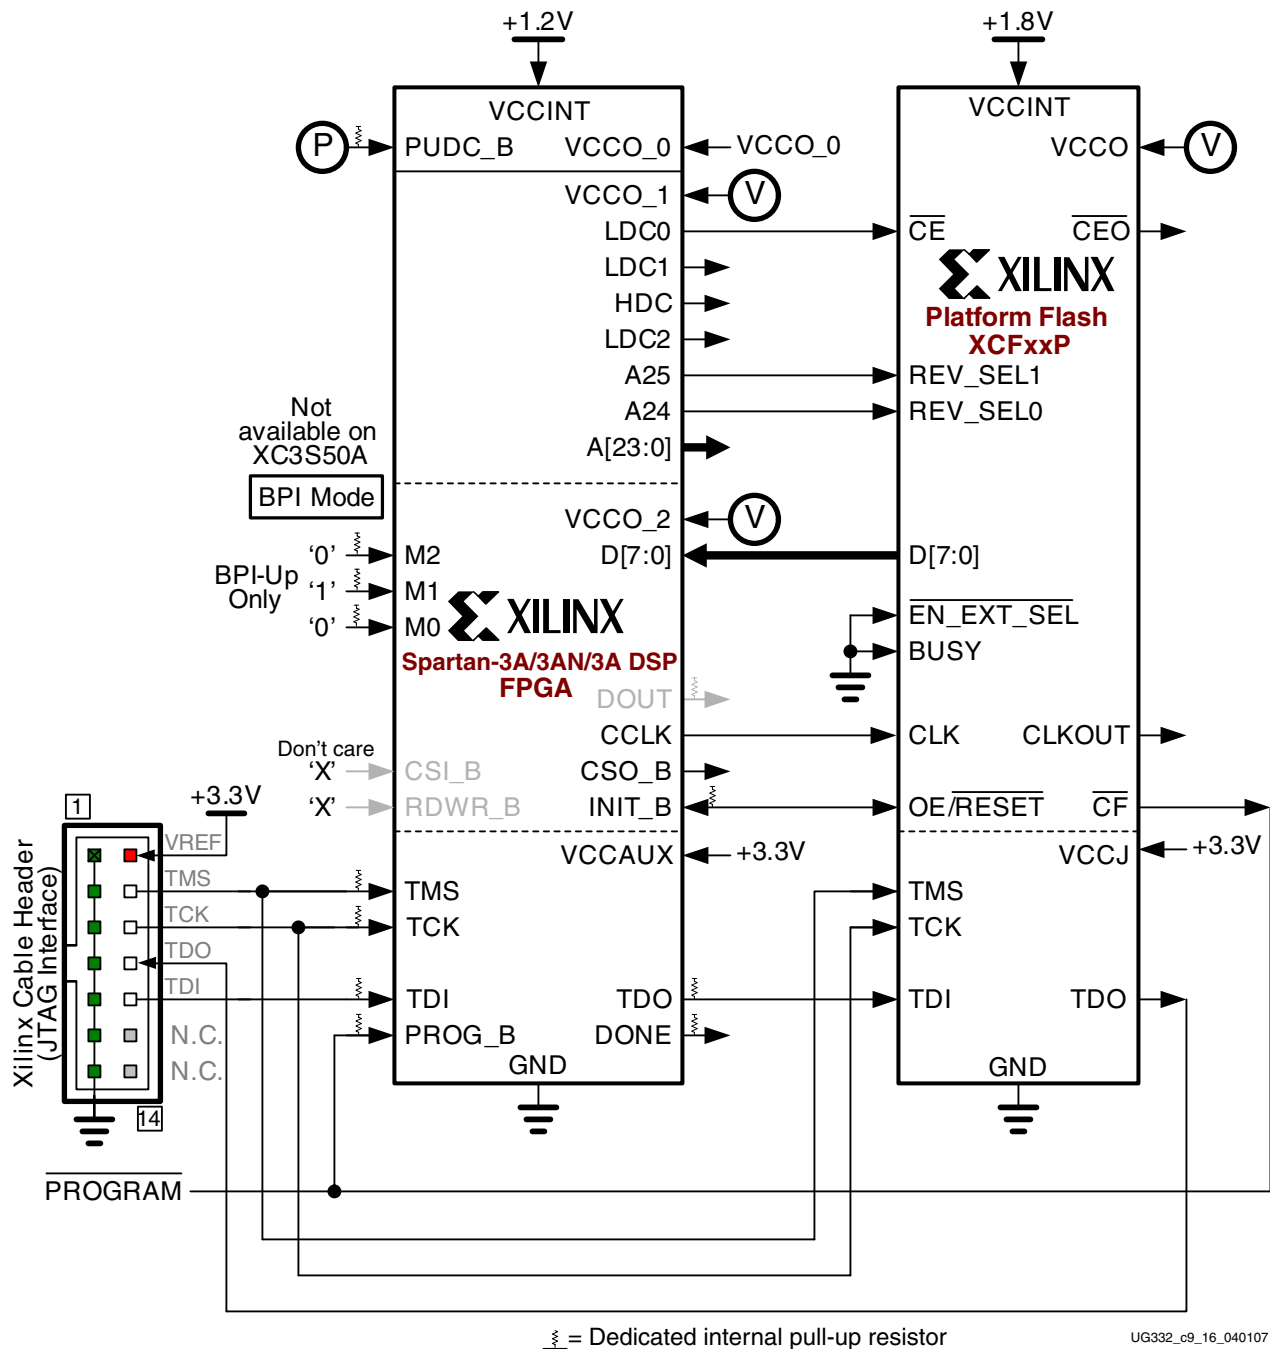 +1.2V
+1.8V
VCCINT
VCCINT
P
PUDC_B
VCCO_0
VCCO_0
VCCO
V
VCCO_1
V
LDC0
CE
CEO
LDC1
XILINX
HDC
Platform Flash
XCFxxP
LDC2
A25
REV_SEL1
A24
REV_SEL0
A[23:0]
Not
available on
XC3S50A
BPI Mode
VCCO_2
V
'0'
M2
D[7:0]
D[7:0]
BPI-Up
Only
'1'
M1
'0'
M0
XILINX
EN_EXT_SEL
BUSY
Spartan-3A/3AN/3A DSP
FPGA
DOUT
CCLK
CLK
CLKOUT
Don't care
'X'
CSI_B
CSO_B
'X'
RDWR_B
INIT_B
OE/RESET
CF
1
+3.3V
VREF
VCCAUX
+3.3V
VCCJ
+3.3V
Xilinx Cable Header
(JTAG Interface)
TMS
TMS
TMS
TCK
TCK
TCK
TDO
TDI
TDI
TDO
TDI
TDO
N.C.
PROG_B
DONE
N.C.
GND
GND
14
PROGRAM
= Dedicated internal pull-up resistor
UG332_c9_16_040107